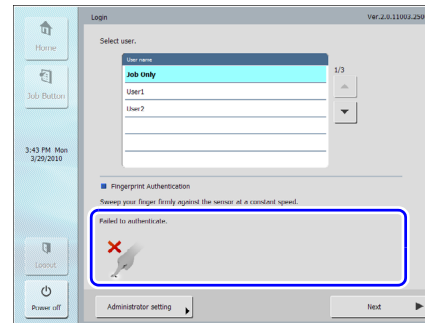 Login
Ver.2.0.11003.250
Home
Select user.
User name
Job Only
1/3
User1
Job Button
User2
3:43 PM Mon
3/29/2010
Fingerprint Authentication
Sweep your finger firmly against the sensor at a constant speed.
Failed to authenticate.
Logout
Power off
Administrator setting
Next